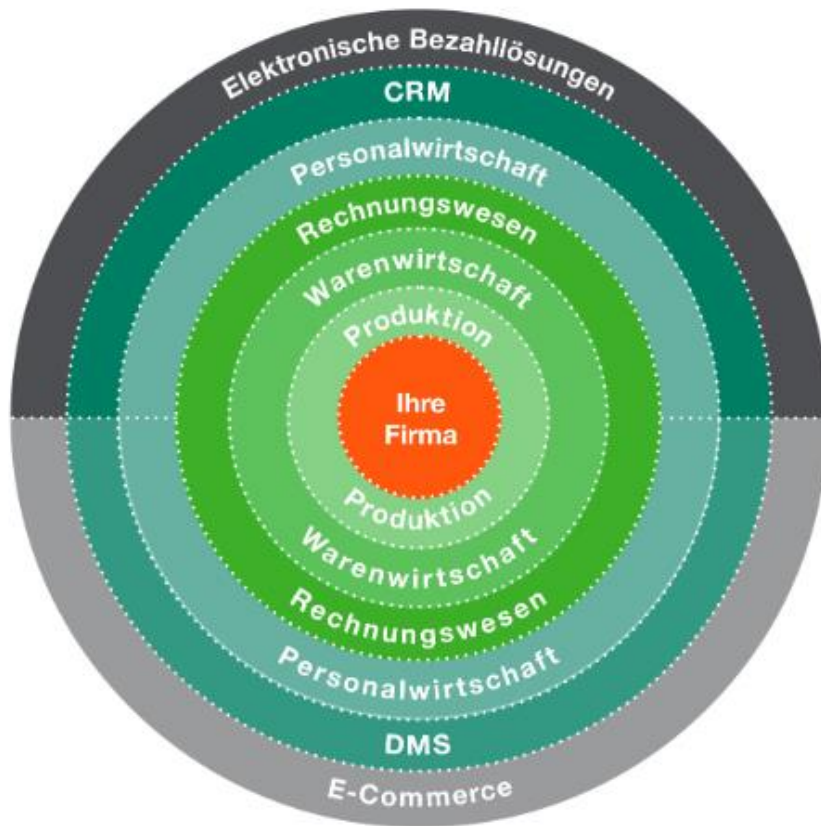 Elektronische Bezahllösungen
CRM
Personalwirtschaft
Rechnungswesen
Warenwirtschaft
Produktion
Ihre
Firma
Produktion
Warenwirtschaft
Rechnungswesen
Personalwirtschaft
DMS
E-Commerce